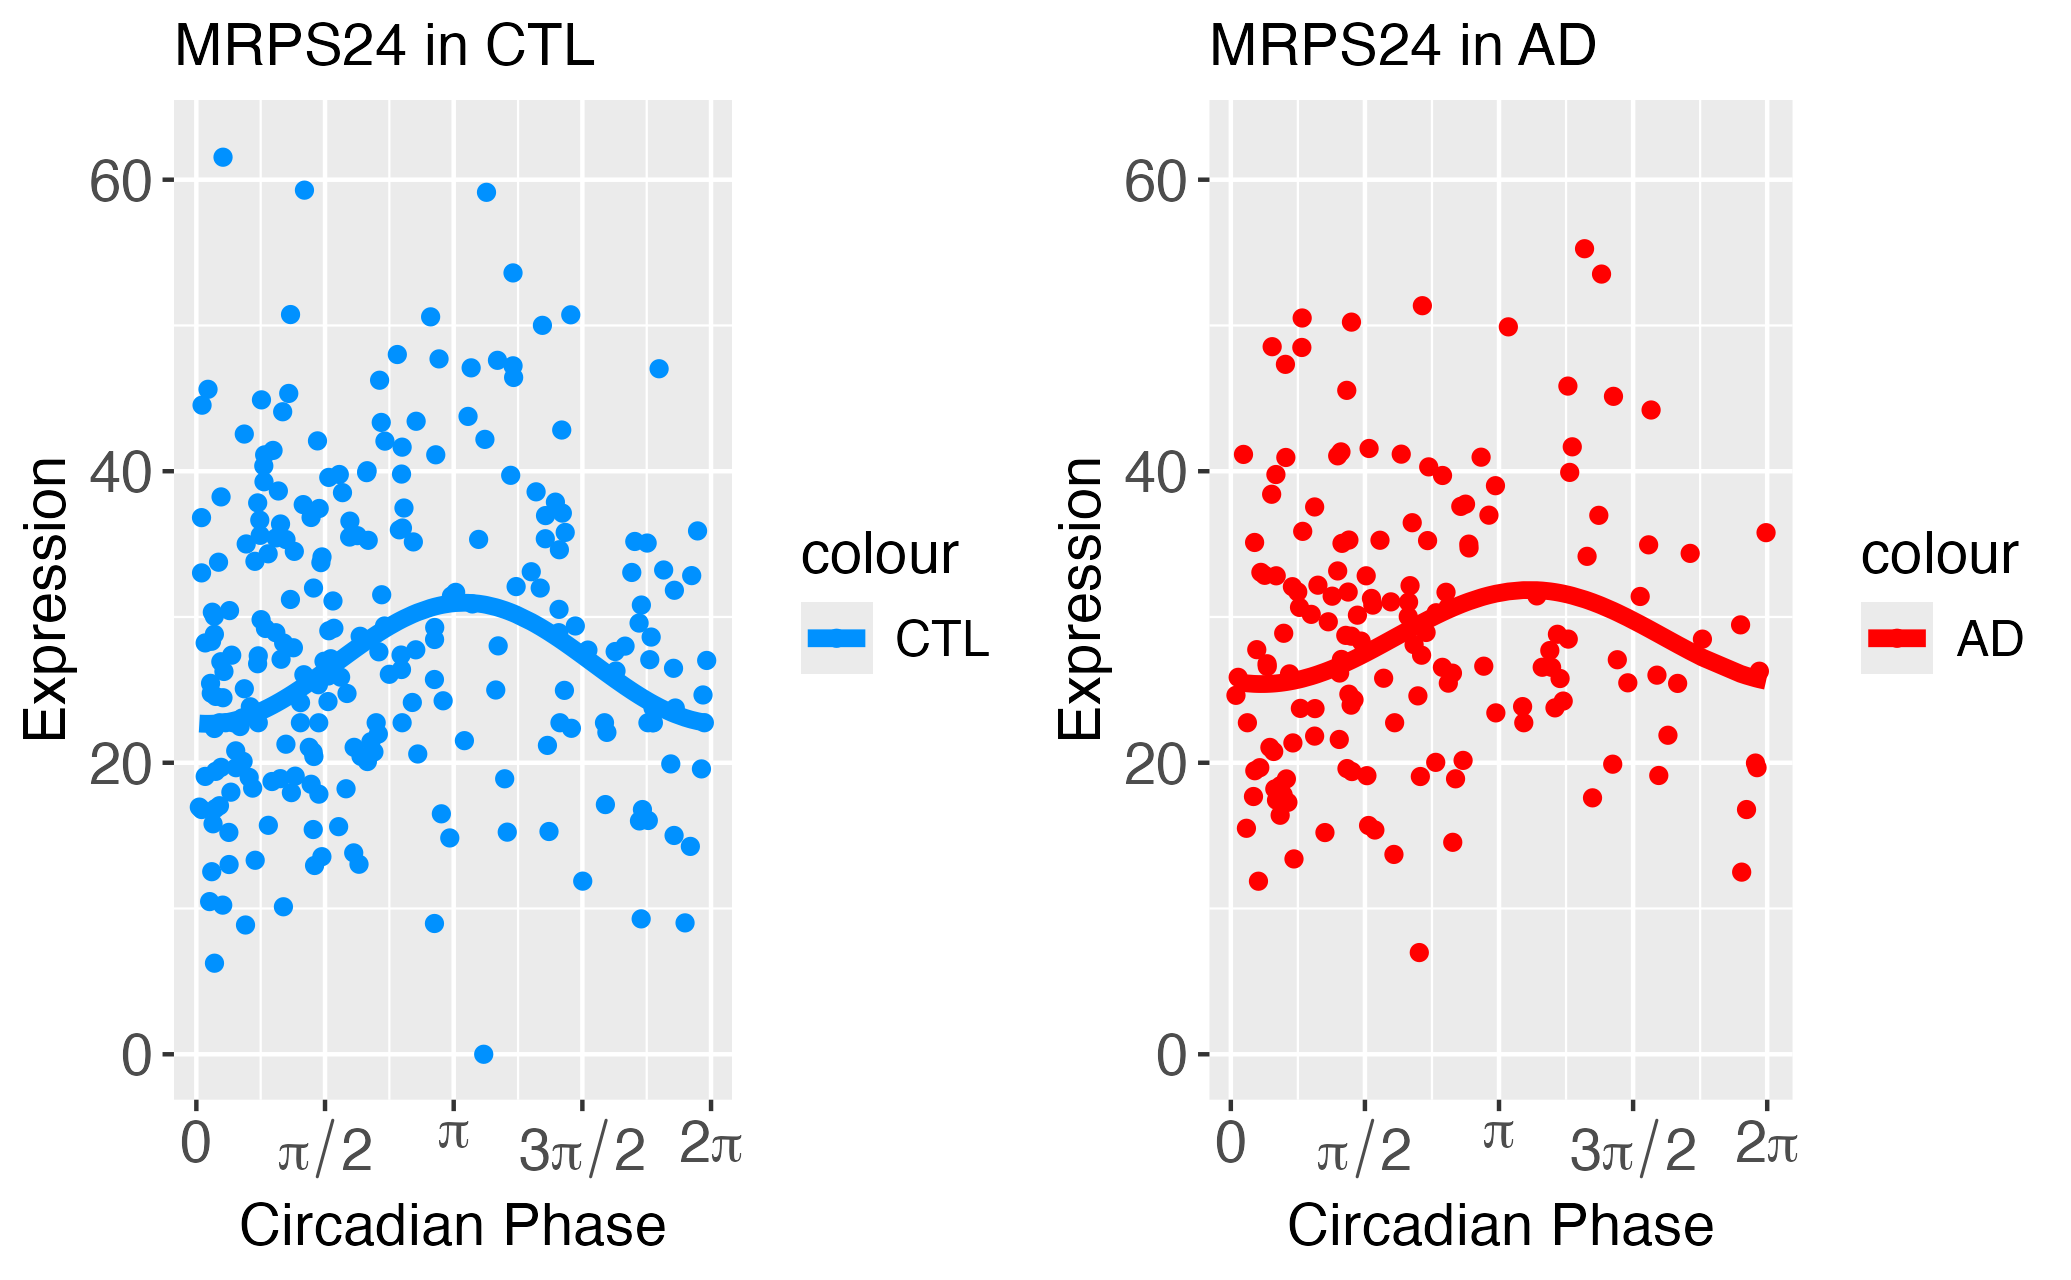 MRPS24 in CTL
Expression
60
40
20
0
0 π/2 π 3π/2 2π
Circadian Phase
colour
CTL
MRPS24 in AD
Expression
60
40
20
0
0 π/2 π 3π/2 2π
Circadian Phase
colour
AD